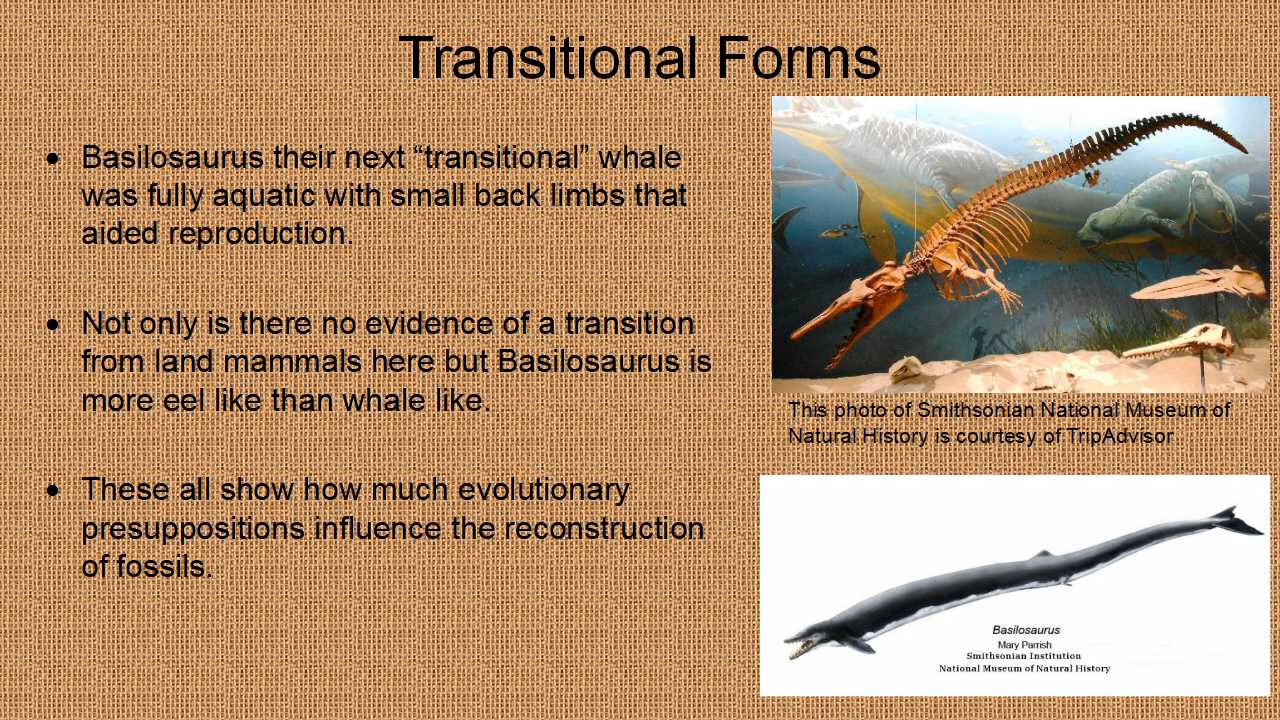 Transitional Forms
• Basilosaurus their next “transitional” whale
was fully aquatic with small back limbs that
aided reproduction.
• Not only is there no evidence of a transition
from land mammals here but Basilosaurus is
more eel like than whale like.
• These all show how much evolutionary
presuppositions influence the reconstruction
of fossils.
This photo of Smithsonian National Museum of
Natural History is courtesy of TripAdvisor
Basilosaurus
Mary Parrish
Smithsonian Institution
National Museum of Natural History